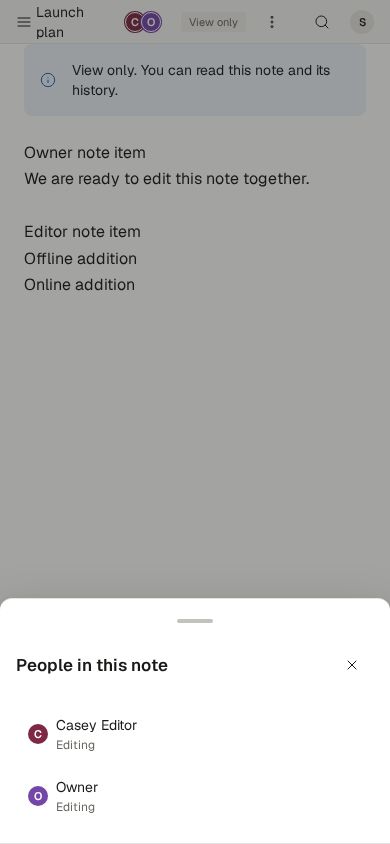 Launch plan
C O
View only
S
View only. You can read this note and its
history.
Owner note item
We are ready to edit this note together.
Editor note item
Offline addition
Online addition
People in this note
C
Casey Editor
Editing
O
Owner
Editing